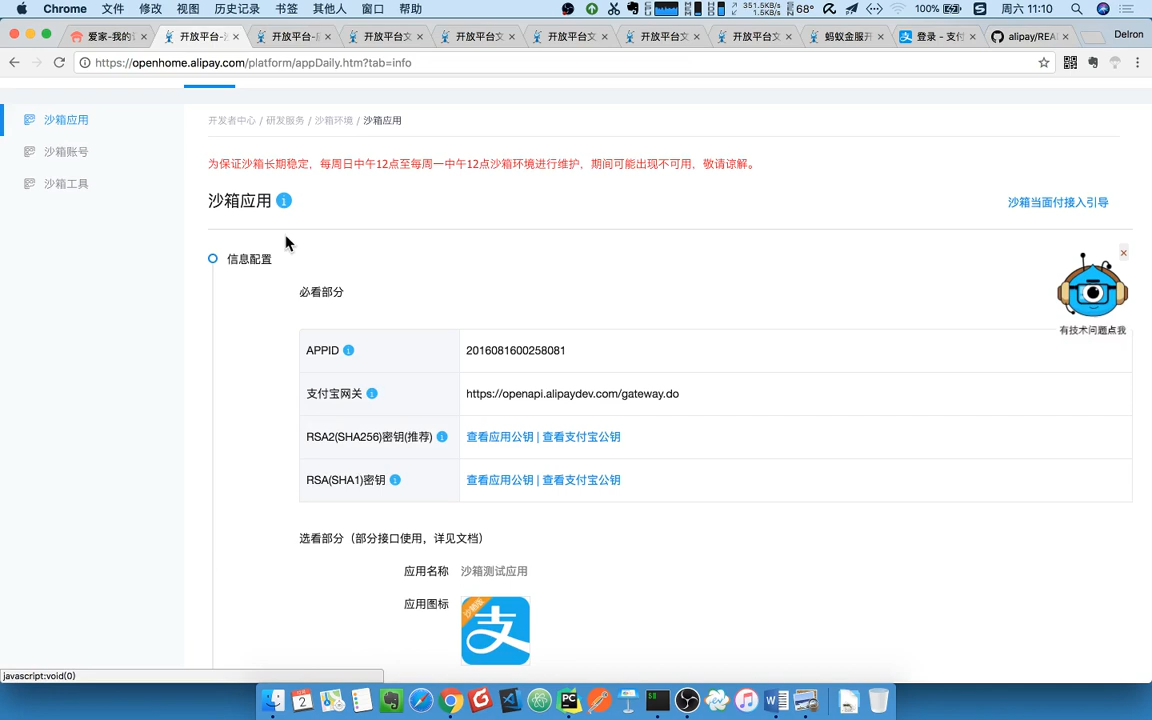 Chrome 文件 修改 视图 历史记录 书签 其他人 窗口 帮助 351.5KB/s 1.5KB/s 68° 100% 周六 11:10
爱家-我的 开放平台- 开放平台- 开放平台文 开放平台文 开放平台文 开放平台文 开放平台文 蚂蚁金服开 登录 - 支付 alipay/REA Delron
https://openhome.alipay.com/platform/appDaily.htm?tab=info
沙箱应用
沙箱账号
沙箱工具
开发者中心 / 研发服务 / 沙箱环境 / 沙箱应用
为保证沙箱长期稳定，每周日中午12点至每周一中午12点沙箱环境进行维护，期间可能出现不可用，敬请谅解。
沙箱应用
沙箱当面付接入引导
信息配置
有技术问题点我
必看部分
APPID 2016081600258081
支付宝网关 https://openapi.alipaydev.com/gateway.do
RSA2(SHA256)密钥(推荐) 查看应用公钥 | 查看支付宝公钥
RSA(SHA1)密钥 查看应用公钥 | 查看支付宝公钥
选看部分（部分接口使用，详见文档）
应用名称 沙箱测试应用
应用图标
支
javascript:void(0)